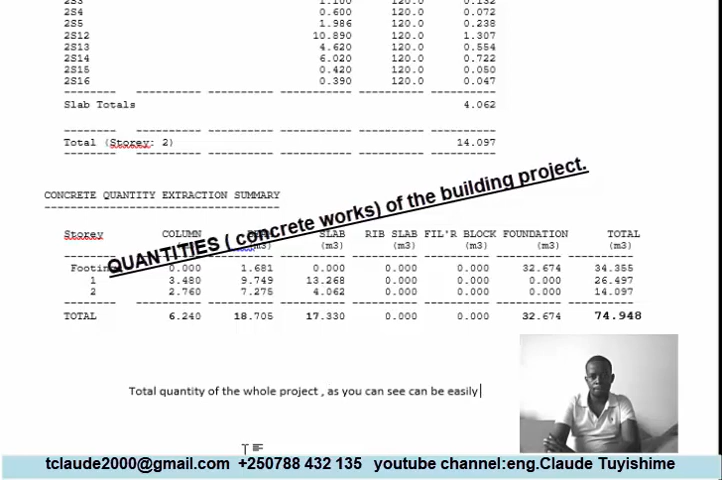 2S3 1.100 120.0 0.132
2S4 0.600 120.0 0.072
2S5 1.986 120.0 0.238
2S12 10.890 120.0 1.307
2S13 4.620 120.0 0.554
2S14 6.020 120.0 0.722
2S15 0.420 120.0 0.050
2S16 0.390 120.0 0.047
Slab Totals 4.062
Total (Storey: 2) 14.097
QUANTITIES ( concrete works) of the building project.
CONCRETE QUANTITY EXTRACTION SUMMARY
Storey COLUMN SLAB RIB SLAB FIL'R BLOCK FOUNDATION TOTAL
(m3) (m3) (m3) (m3) (m3) (m3)
Footing 0.000 1.681 0.000 0.000 0.000 32.674 34.355
1 3.480 9.749 13.268 0.000 0.000 0.000 26.497
2 2.760 7.275 4.062 0.000 0.000 0.000 14.097
TOTAL 6.240 18.705 17.330 0.000 0.000 32.674 74.948
Total quantity of the whole project , as you can see can be easily
tclaude2000@gmail.com +250788 432 135 youtube channel:eng.Claude Tuyishime